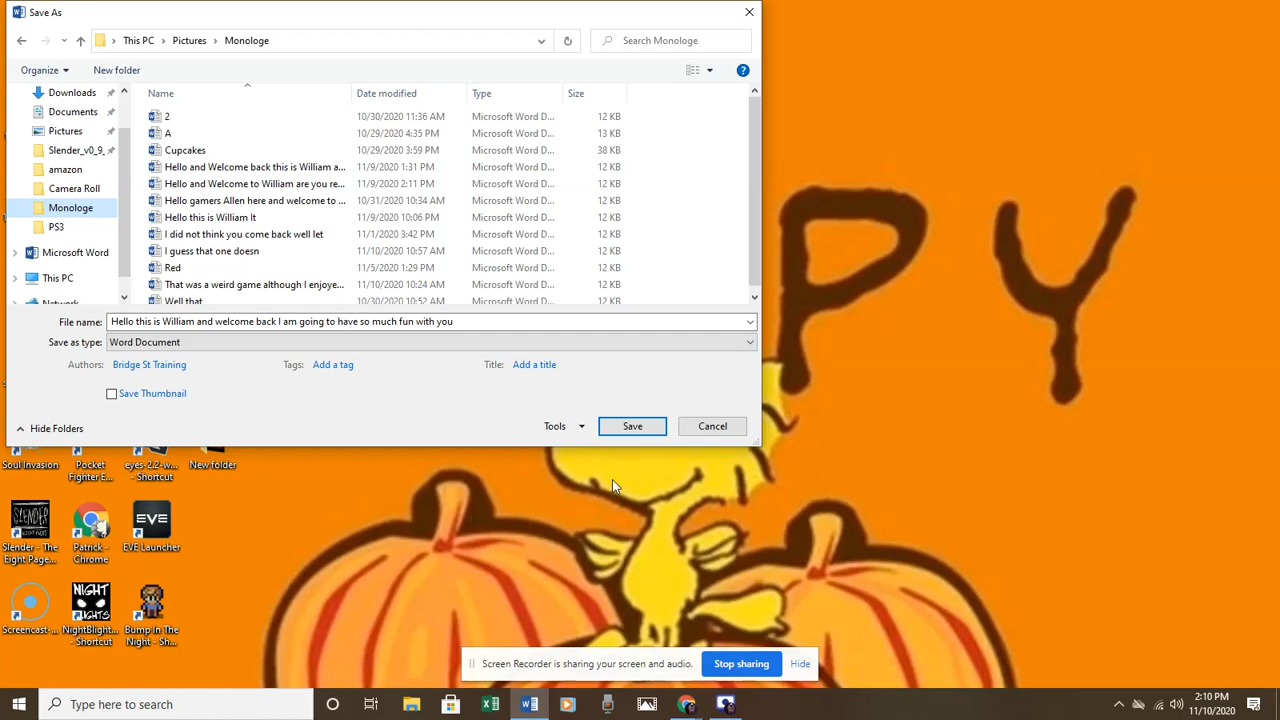 Save As
This PC Pictures Monologe
Search Monologe
Organize New folder
Name Date modified Type Size
Downloads
Documents
Pictures
Slender_v0_9_
amazon
Camera Roll
Monologe
PS3
Microsoft Word
This PC
Network
2 10/30/2020 11:36 AM Microsoft Word D... 12 KB
A 10/29/2020 4:35 PM Microsoft Word D... 13 KB
Cupcakes 10/29/2020 3:59 PM Microsoft Word D... 38 KB
Hello and Welcome back this is William a... 11/9/2020 1:31 PM Microsoft Word D... 12 KB
Hello and Welcome to William are you re... 11/9/2020 2:11 PM Microsoft Word D... 12 KB
Hello gamers Allen here and welcome to ... 10/31/2020 10:34 AM Microsoft Word D... 12 KB
Hello this is William It 11/9/2020 10:06 PM Microsoft Word D... 12 KB
I did not think you come back well let 11/1/2020 3:42 PM Microsoft Word D... 12 KB
I guess that one doesn 11/10/2020 10:57 AM Microsoft Word D... 12 KB
Red 11/5/2020 1:29 PM Microsoft Word D... 12 KB
That was a weird game although I enjoye... 11/10/2020 10:24 AM Microsoft Word D... 12 KB
Well that 10/30/2020 10:52 AM Microsoft Word D... 12 KB
File name: Hello this is William and welcome back I am going to have so much fun with you
Save as type: Word Document
Authors: Bridge St Training Tags: Add a tag Title: Add a title
Save Thumbnail
Hide Folders Tools Save Cancel
PY
Soul Invasion
Pocket
Fighter E...
eyes-2.2-w...
- Shortcut
New folder
SLENDER
Slender - The
Eight Page...
Patrick -
Chrome
EVE
EVE Launcher
Screencast-...
NIGHT
LIGHTS
NightBlight...
- Shortcut
Bump In The
Night - Sh...
Screen Recorder is sharing your screen and audio. Stop sharing Hide
Type here to search
2:10 PM
11/10/2020